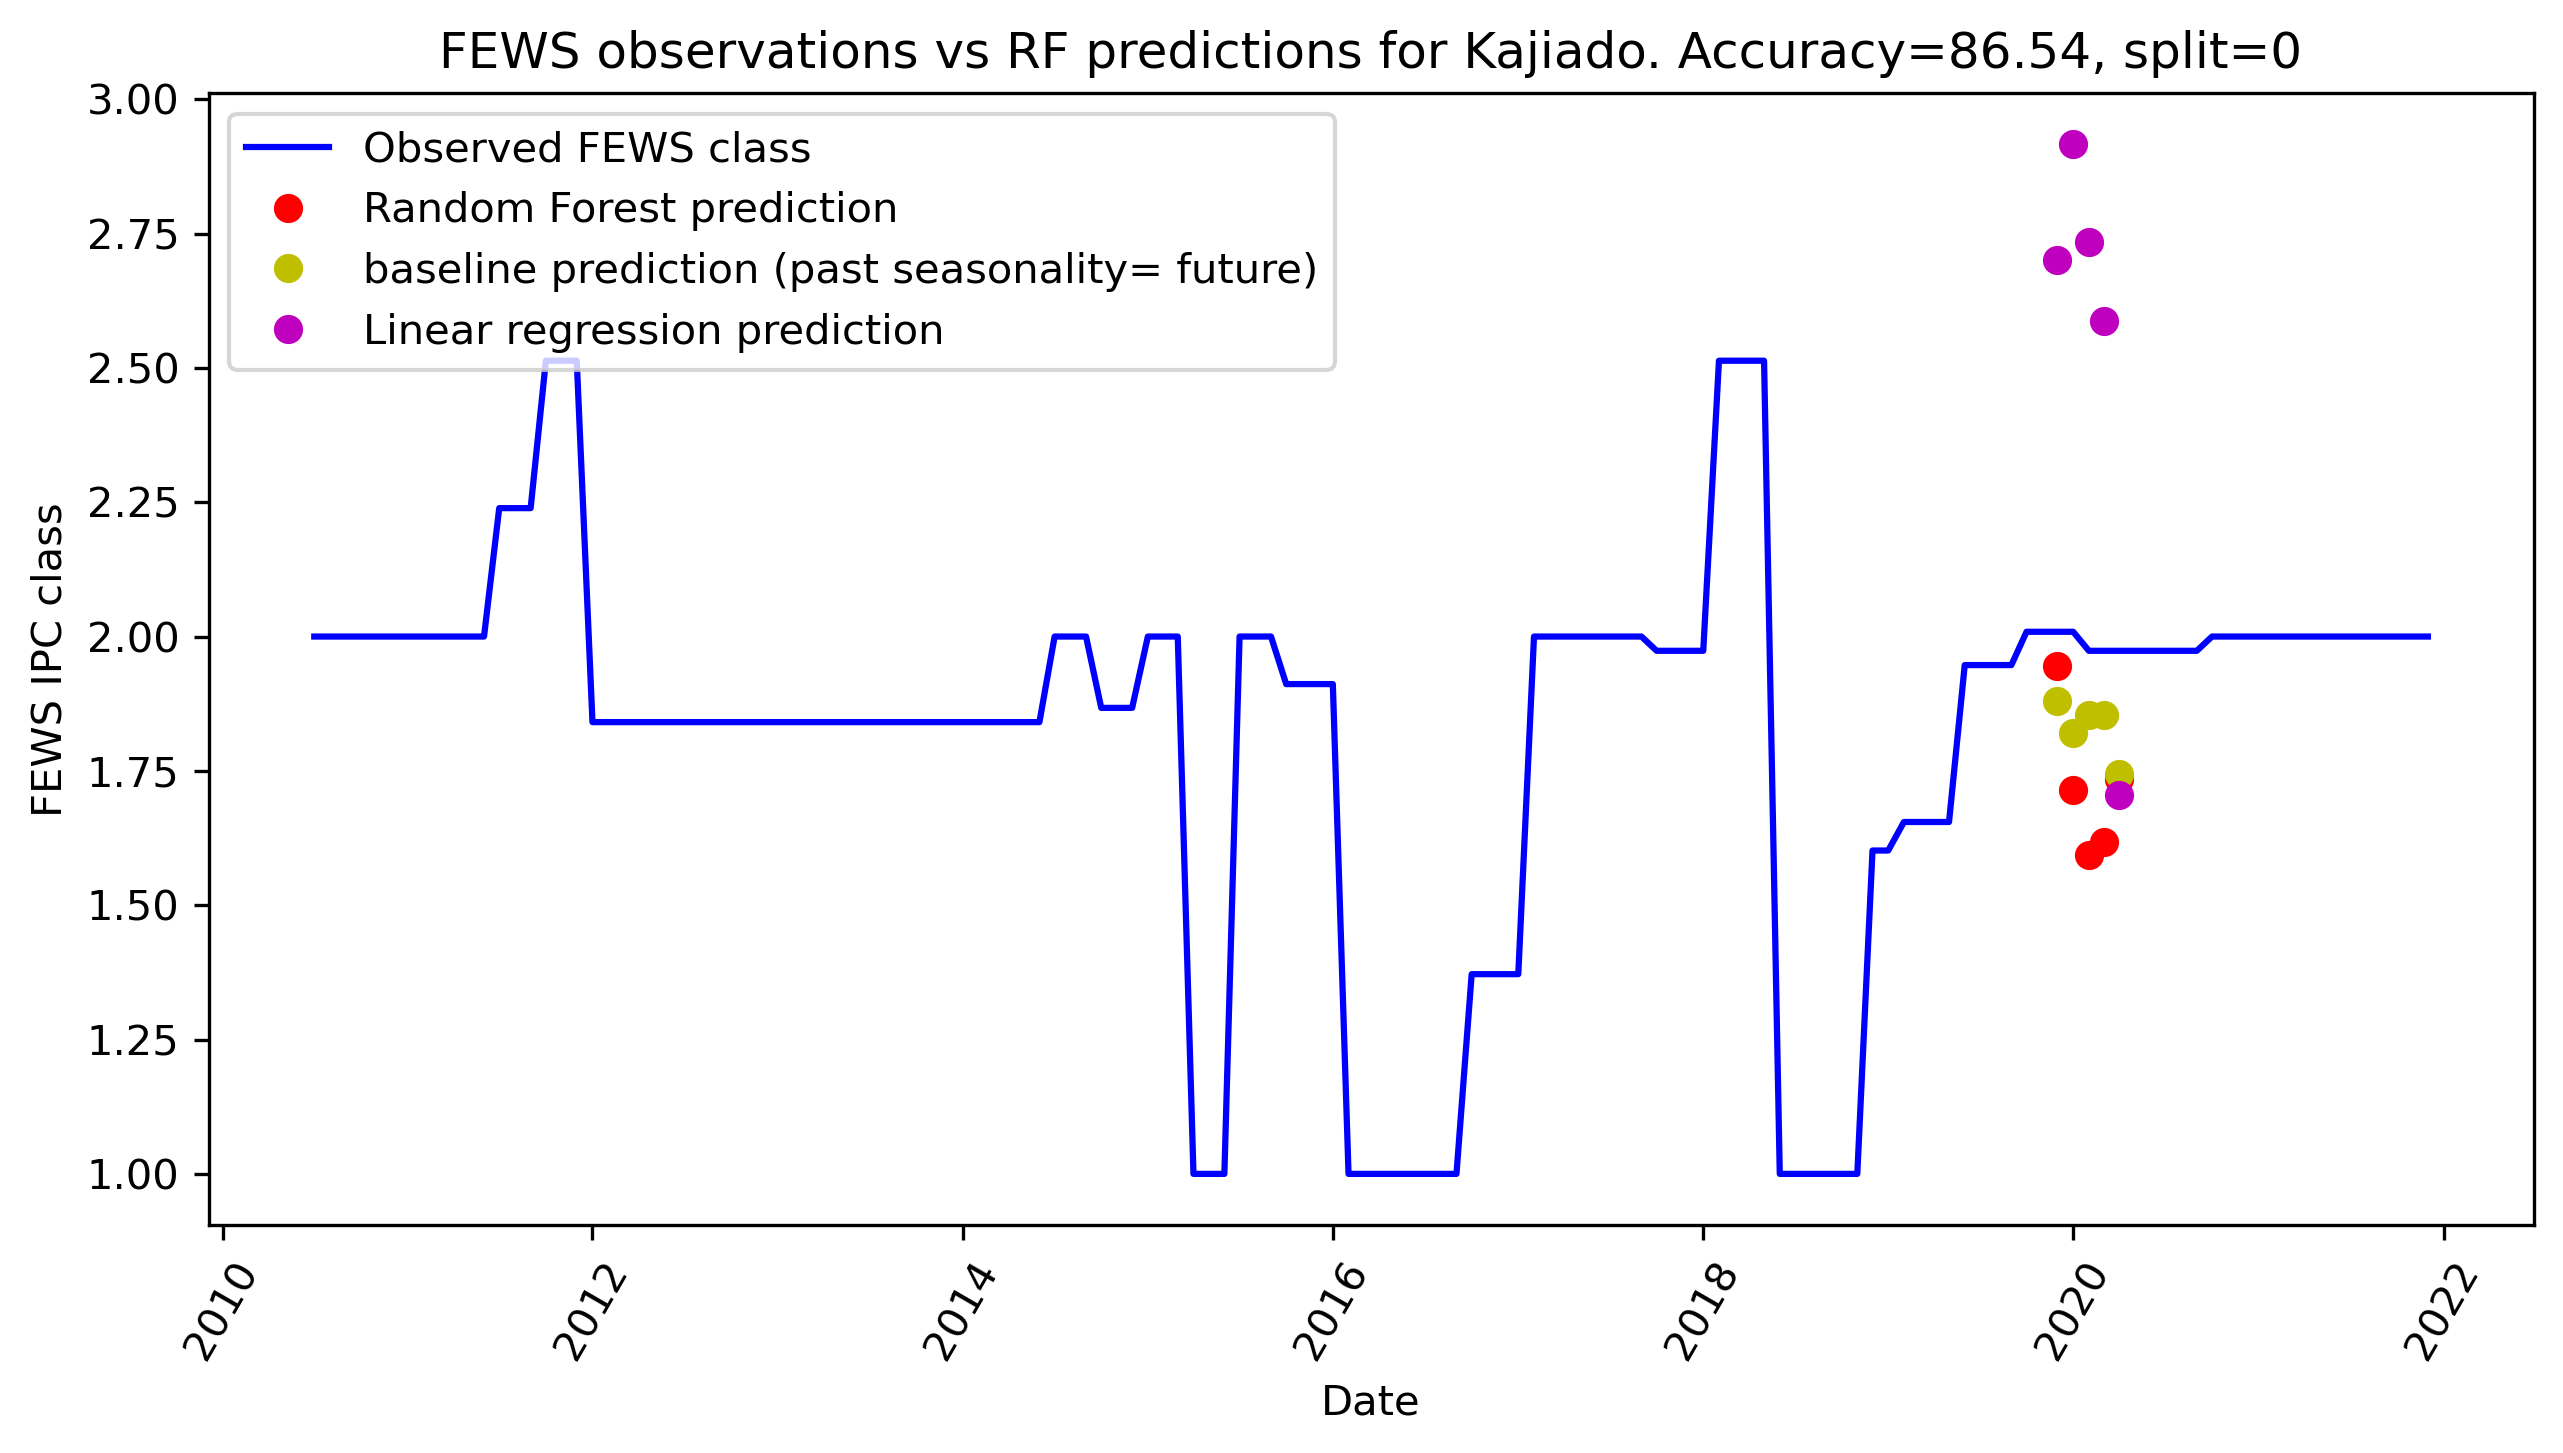 FEWS observations vs RF predictions for Kajiado. Accuracy=86.54, split=0
3.00
2.75
2.50
2.25
2.00
1.75
1.50
1.25
1.00
FEWS IPC class
Observed FEWS class
Random Forest prediction
baseline prediction (past seasonality= future)
Linear regression prediction
2010
2012
2014
2016
2018
2020
2022
Date